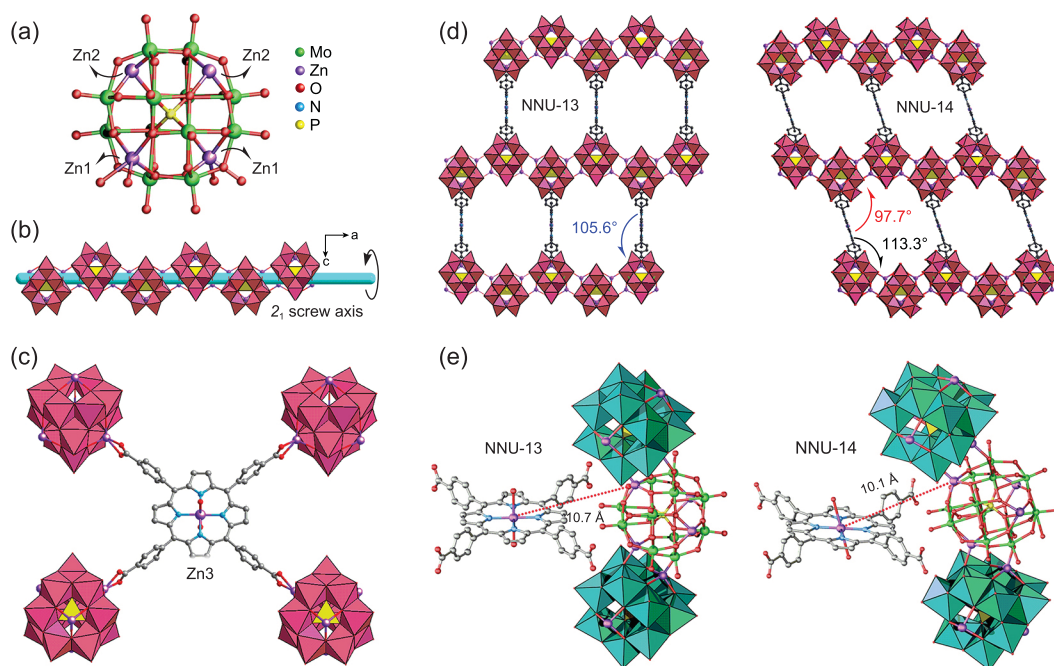 (a)
Zn2
Zn2
Zn1
Zn1
Mo
Zn
O
N
P
(b)
a
c
2₁ screw axis
(c)
Zn3
(d)
NNU-13
105.6°
NNU-14
97.7°
113.3°
(e)
NNU-13
10.7 Å
NNU-14
10.1 Å